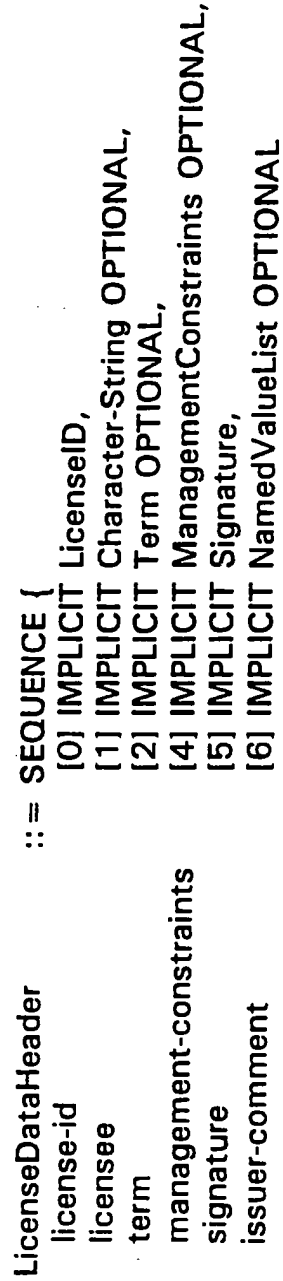 LicenseDataHeader ::= SEQUENCE {
license-id [0] IMPLICIT LicenseID,
licensee [1] IMPLICIT Character-String OPTIONAL,
term [2] IMPLICIT Term OPTIONAL,
management-constraints [4] IMPLICIT ManagementConstraints OPTIONAL,
signature [5] IMPLICIT Signature,
issuer-comment [6] IMPLICIT NamedValueList OPTIONAL